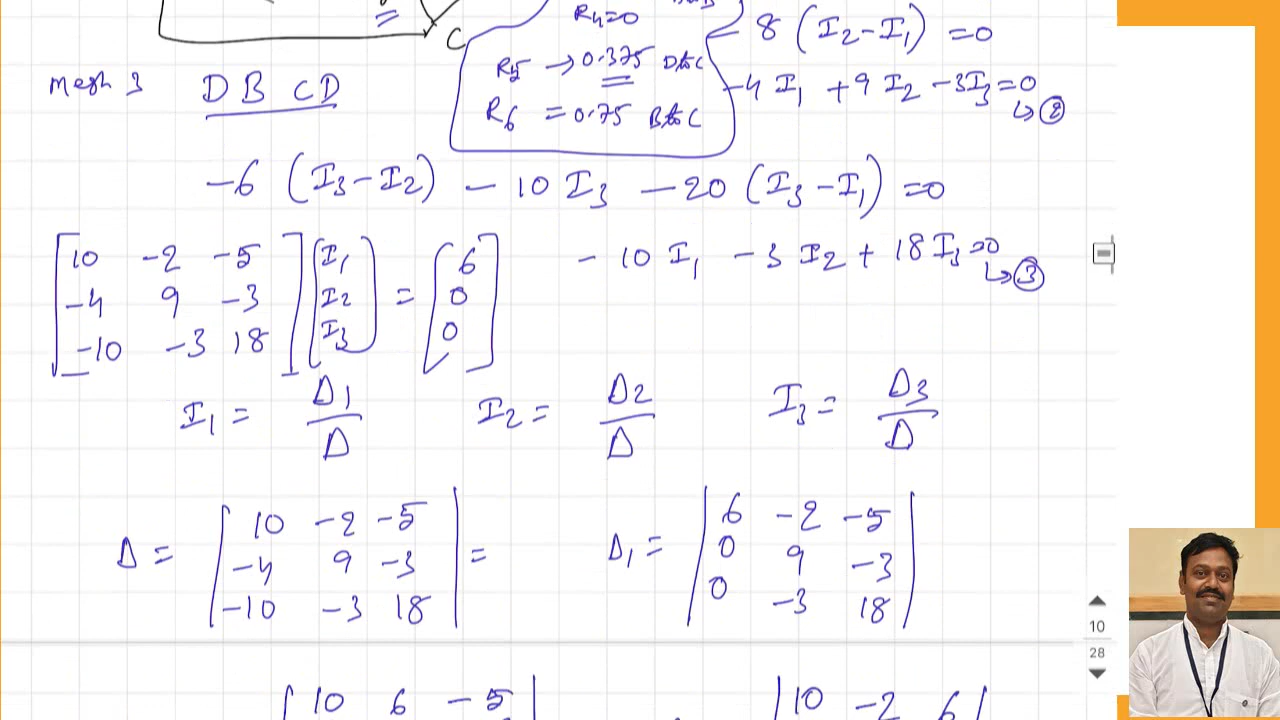 C
R4=0
R5 → 0.375 D to C
R6 = 0.75 B to C
8 (I2-I1) =0
-4 I1 +9 I2 -3I3=0
↳ ②
Mesh 3 DB CD
-6 (I3-I2) - 10 I3 -20 (I3-I1) =0
- 10 I1 -3 I2 + 18 I3=0
↳ ③
[10 -2 -5] [I1] = [6]
[-4 9 -3] [I2] [0]
[-10 -3 18] [I3] [0]
I1 = Δ1/Δ I2 = Δ2/Δ I3 = Δ3/Δ
Δ = |10 -2 -5| = Δ1 = |6 -2 -5|
|-4 9 -3| |0 9 -3|
|-10 -3 18| |0 -3 18|
10
28
|10 6 -5| |10 -2 6|